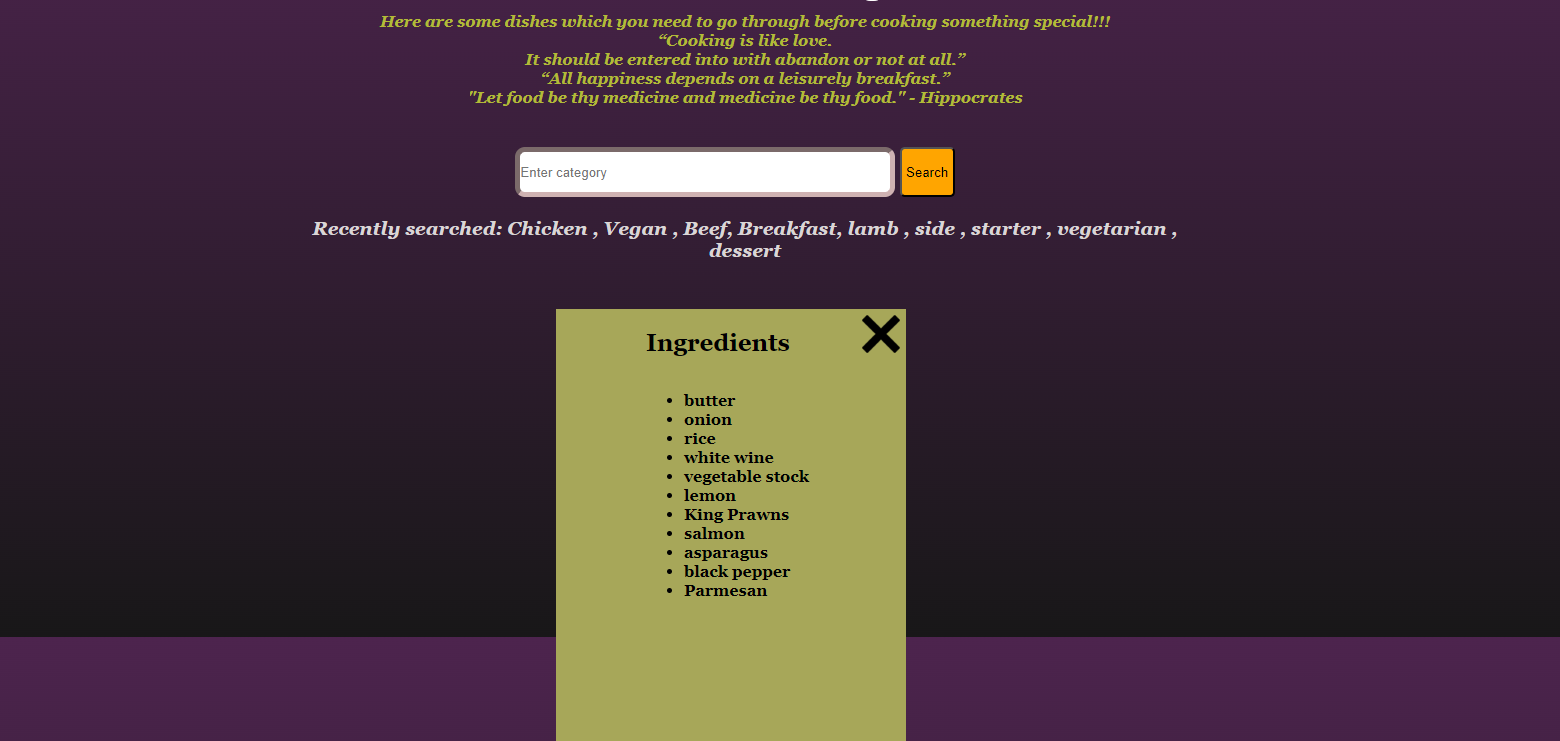 Here are some dishes which you need to go through before cooking something special!!!
“Cooking is like love.
It should be entered into with abandon or not at all.”
“All happiness depends on a leisurely breakfast.”
"Let food be thy medicine and medicine be thy food." - Hippocrates
Enter category
Search
Recently searched: Chicken , Vegan , Beef, Breakfast, lamb , side , starter , vegetarian ,
dessert
Ingredients
butter
onion
rice
white wine
vegetable stock
lemon
King Prawns
salmon
asparagus
black pepper
Parmesan